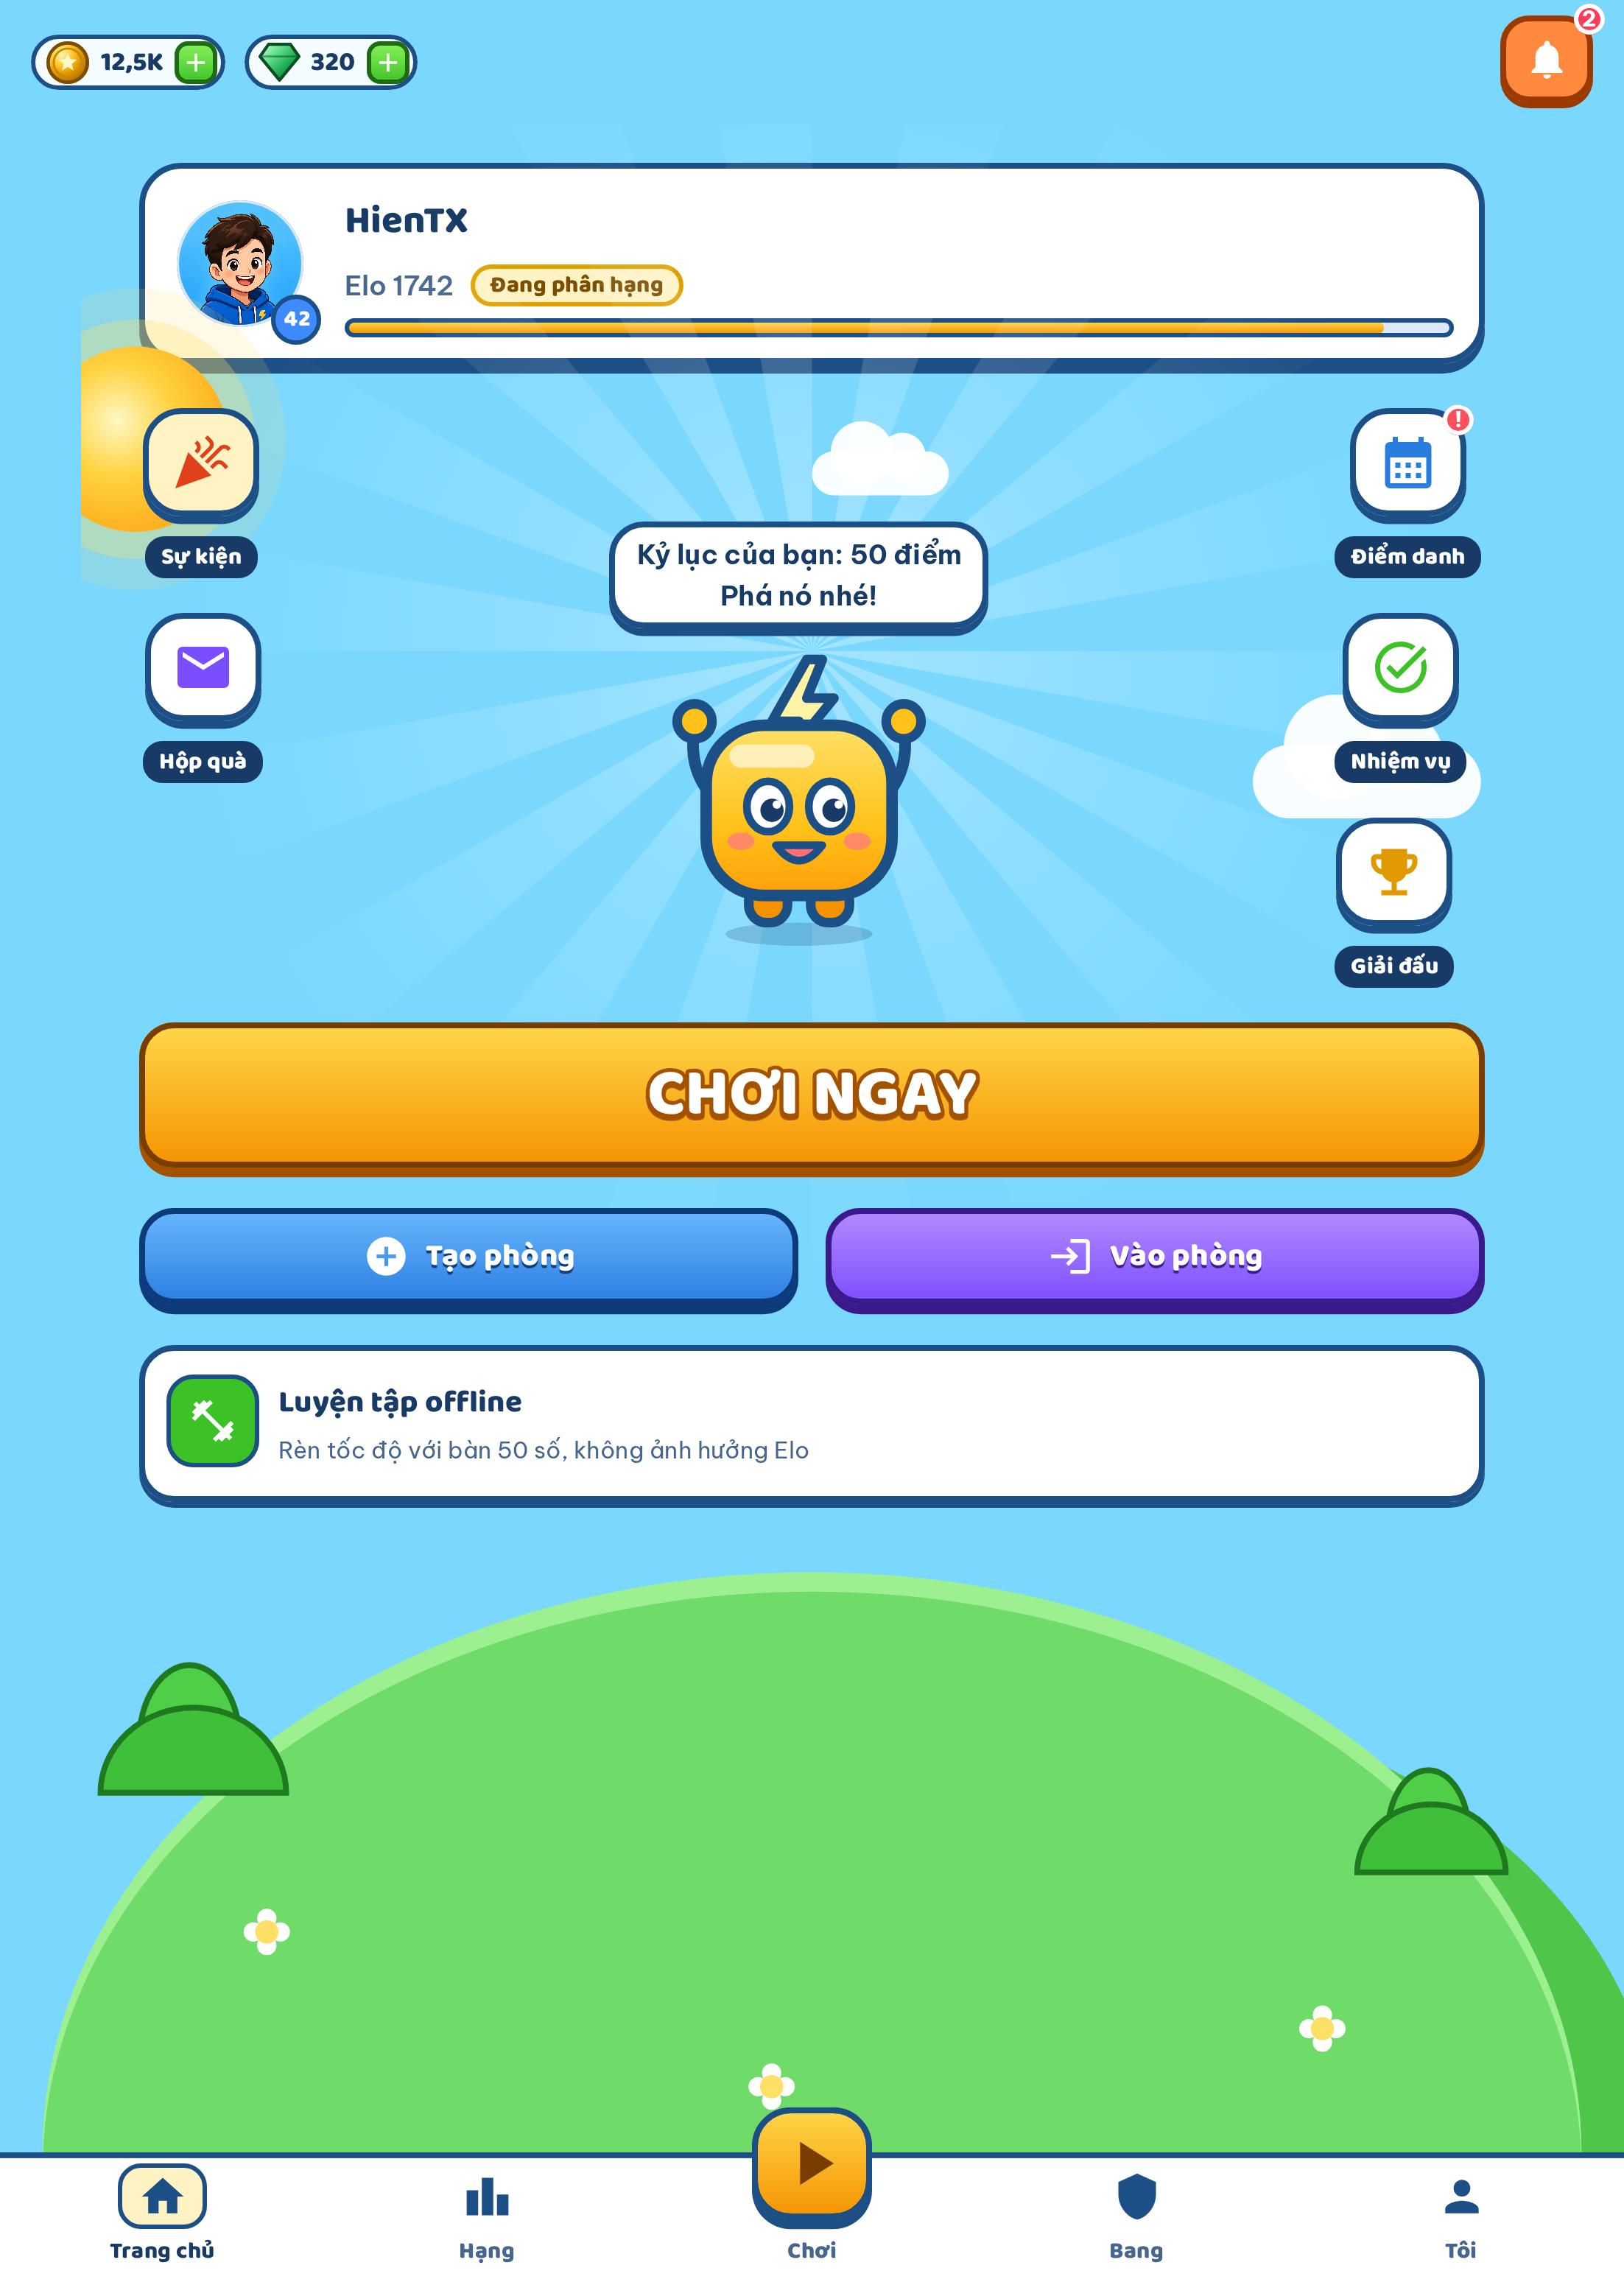 12,5K
320
2
HienTX
Elo 1742
Đang phân hạng
42
!
Sự kiện
Điểm danh
Kỷ lục của bạn: 50 điểm
Phá nó nhé!
Hộp quà
Nhiệm vụ
Giải đấu
CHƠI NGAY
Tạo phòng
Vào phòng
Luyện tập offline
Rèn tốc độ với bàn 50 số, không ảnh hưởng Elo
Trang chủ
Hạng
Chơi
Bang
Tôi